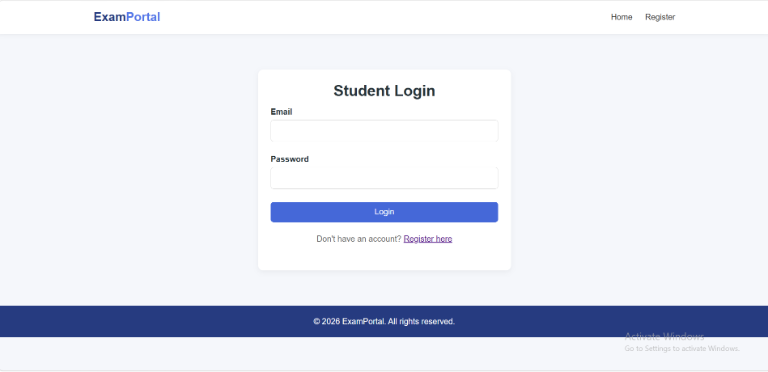 ExamPortal
Home Register
Student Login
Email
Password
Login
Don't have an account? Register here
© 2026 ExamPortal. All rights reserved.
Activate Windows
Go to Settings to activate Windows.